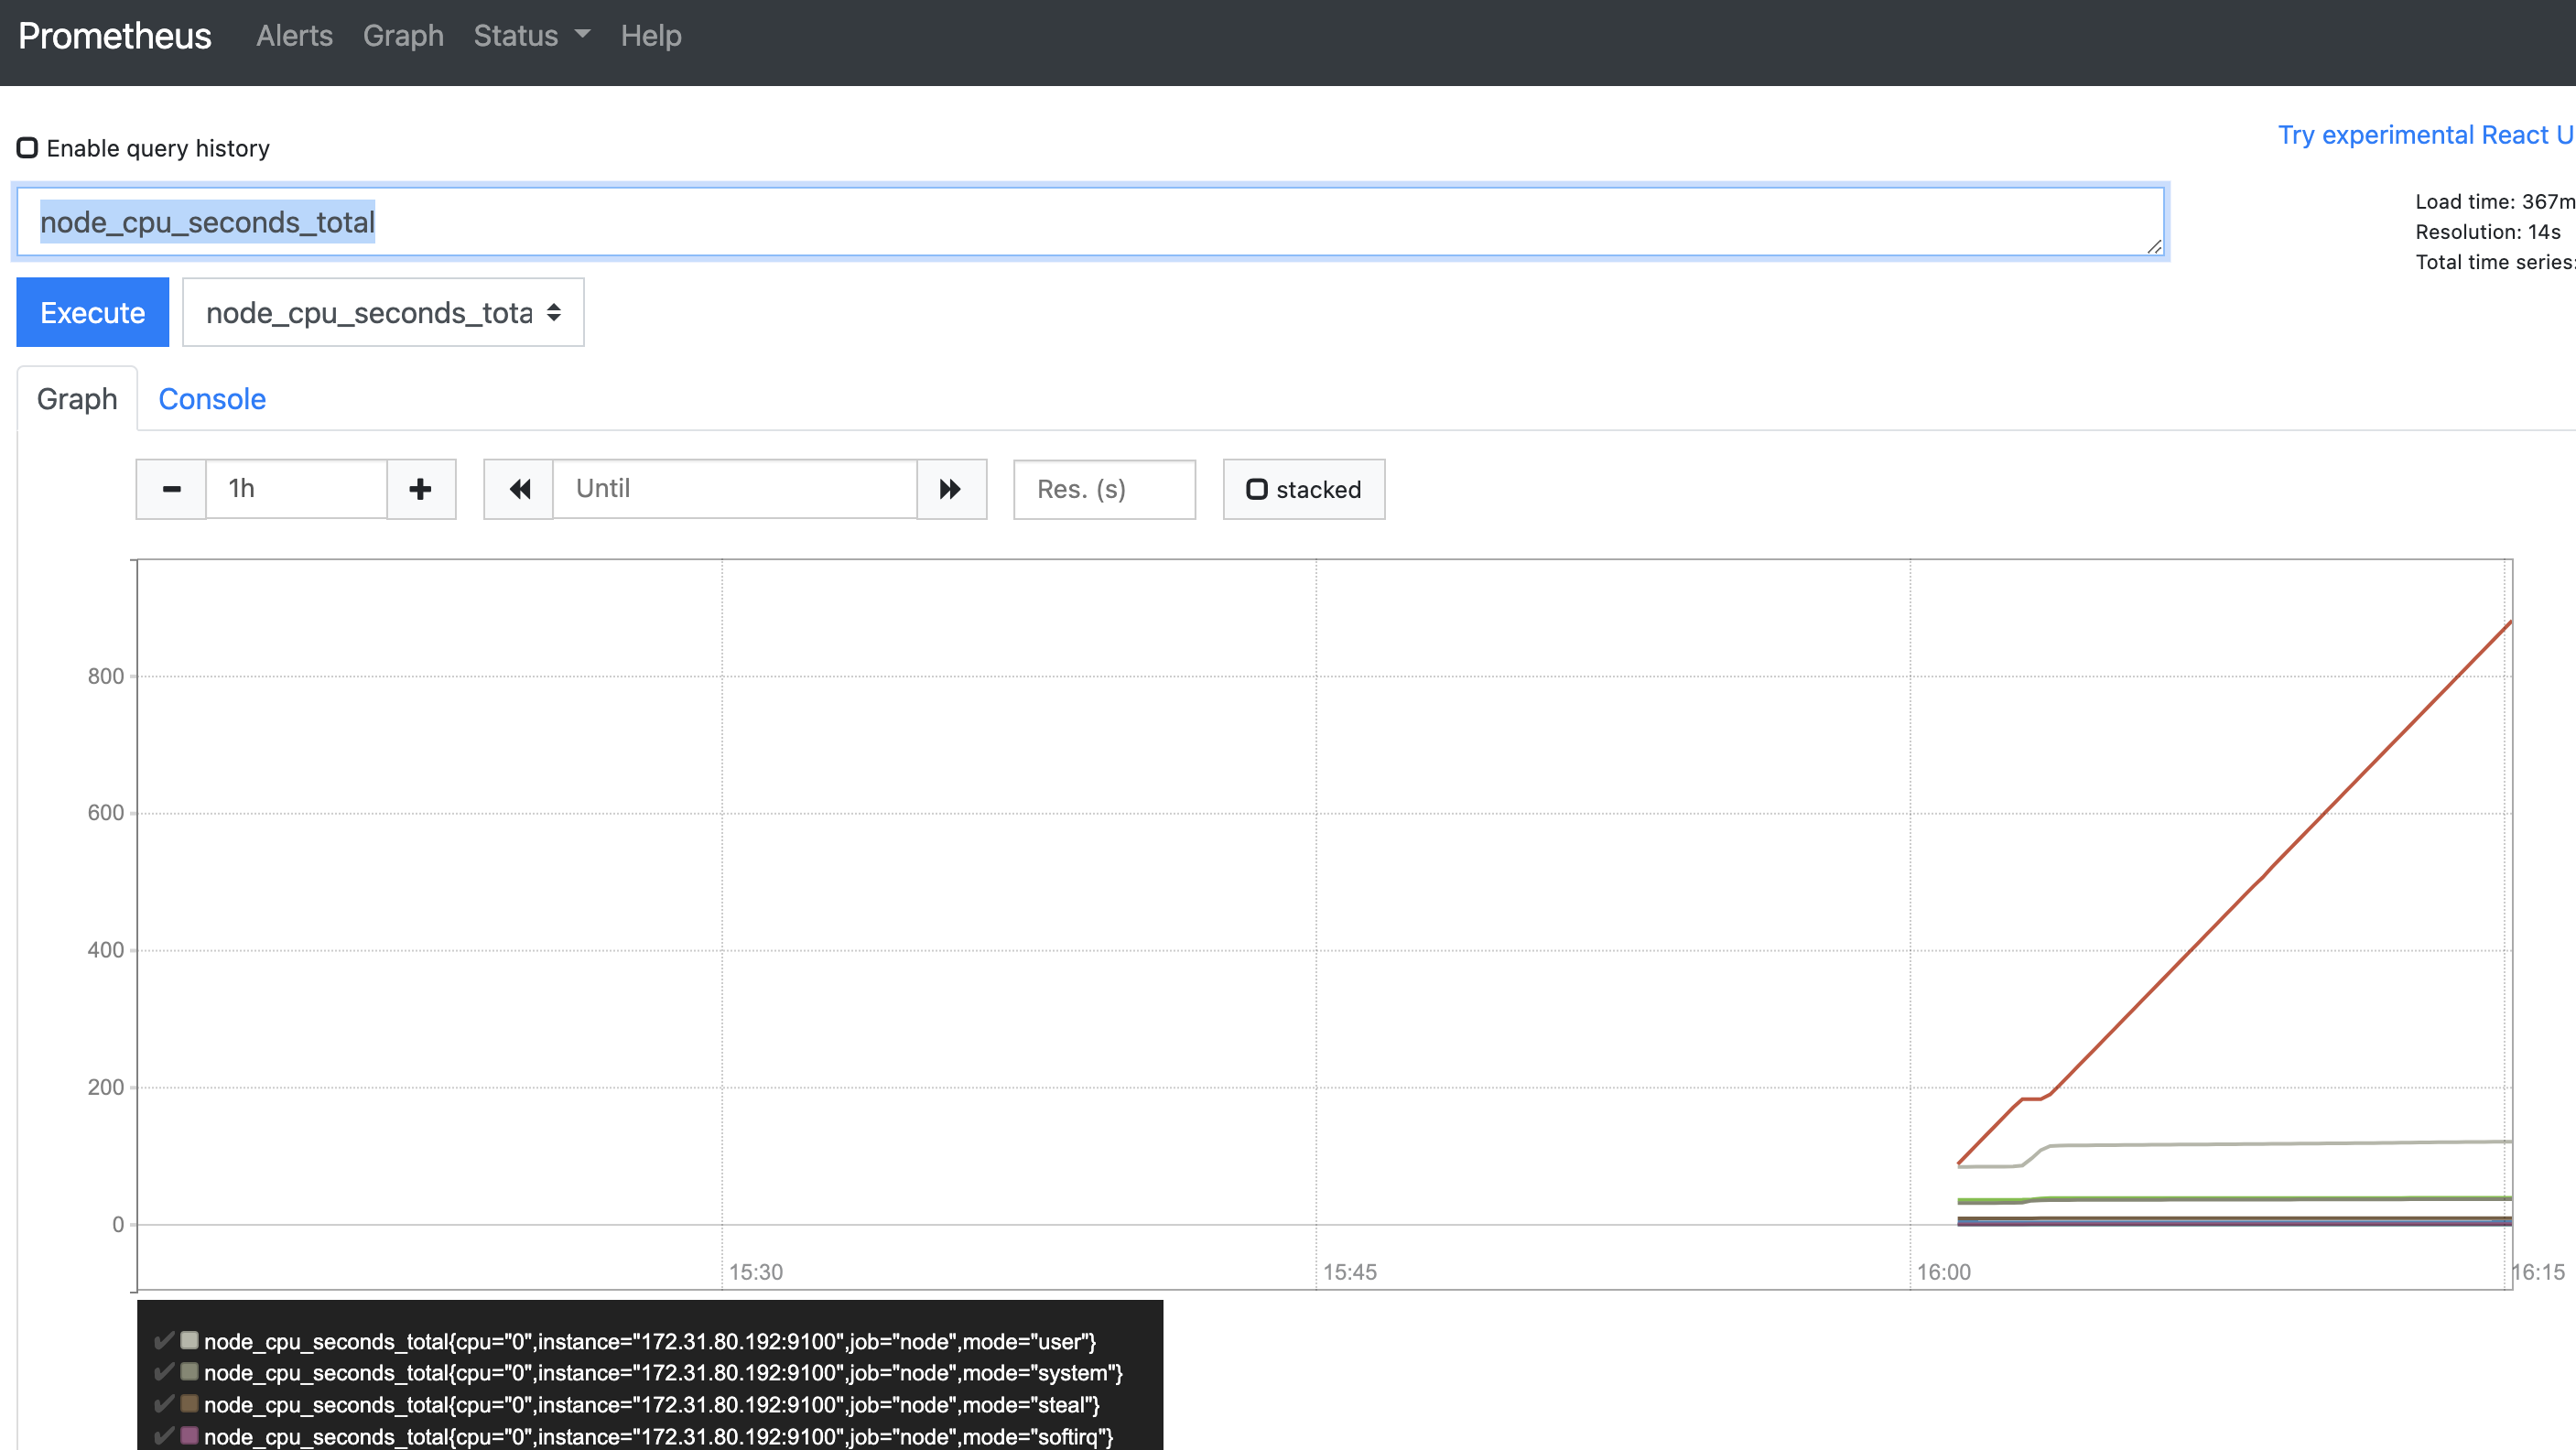 Prometheus Alerts Graph Status Help
Enable query history
Try experimental React U
node_cpu_seconds_total
Load time: 367m
Resolution: 14s
Total time series:
Execute node_cpu_seconds_tota
Graph Console
1h Until Res. (s) stacked
800
600
400
200
0
15:30 15:45 16:00 16:15
node_cpu_seconds_total{cpu="0",instance="172.31.80.192:9100",job="node",mode="user"}
node_cpu_seconds_total{cpu="0",instance="172.31.80.192:9100",job="node",mode="system"}
node_cpu_seconds_total{cpu="0",instance="172.31.80.192:9100",job="node",mode="steal"}
node_cpu_seconds_total{cpu="0",instance="172.31.80.192:9100",job="node",mode="softirq"}